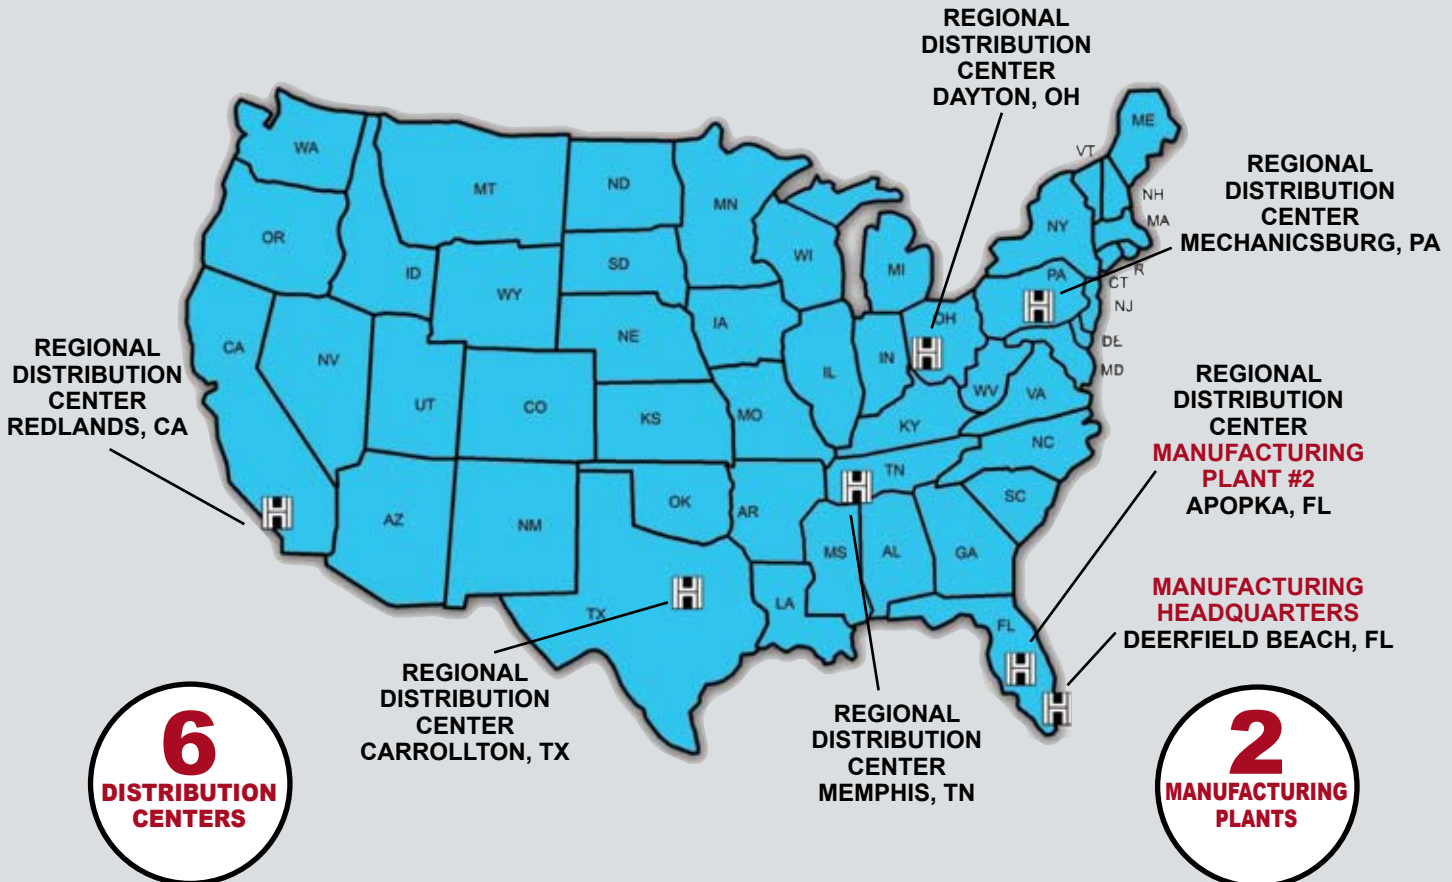 REGIONAL
DISTRIBUTION
CENTER
DAYTON, OH
REGIONAL
DISTRIBUTION
CENTER
MECHANICSBURG, PA
REGIONAL
DISTRIBUTION
CENTER
REDLANDS, CA
REGIONAL
DISTRIBUTION
CENTER
MANUFACTURING
PLANT #2
APOPKA, FL
MANUFACTURING
HEADQUARTERS
DEERFIELD BEACH, FL
REGIONAL
DISTRIBUTION
CENTER
CARROLLTON, TX
REGIONAL
DISTRIBUTION
CENTER
MEMPHIS, TN
6
DISTRIBUTION
CENTERS
2
MANUFACTURING
PLANTS
WA
OR
CA
NV
ID
MT
WY
UT
AZ
CO
NM
ND
SD
NE
KS
OK
TX
MN
IA
MO
AR
LA
WI
IL
MI
IN
OH
KY
TN
MS
AL
GA
FL
SC
NC
VA
WV
PA
NY
VT
ME
NH
MA
R
CT
NJ
DE
MD
H
H
H
H
H
H
H